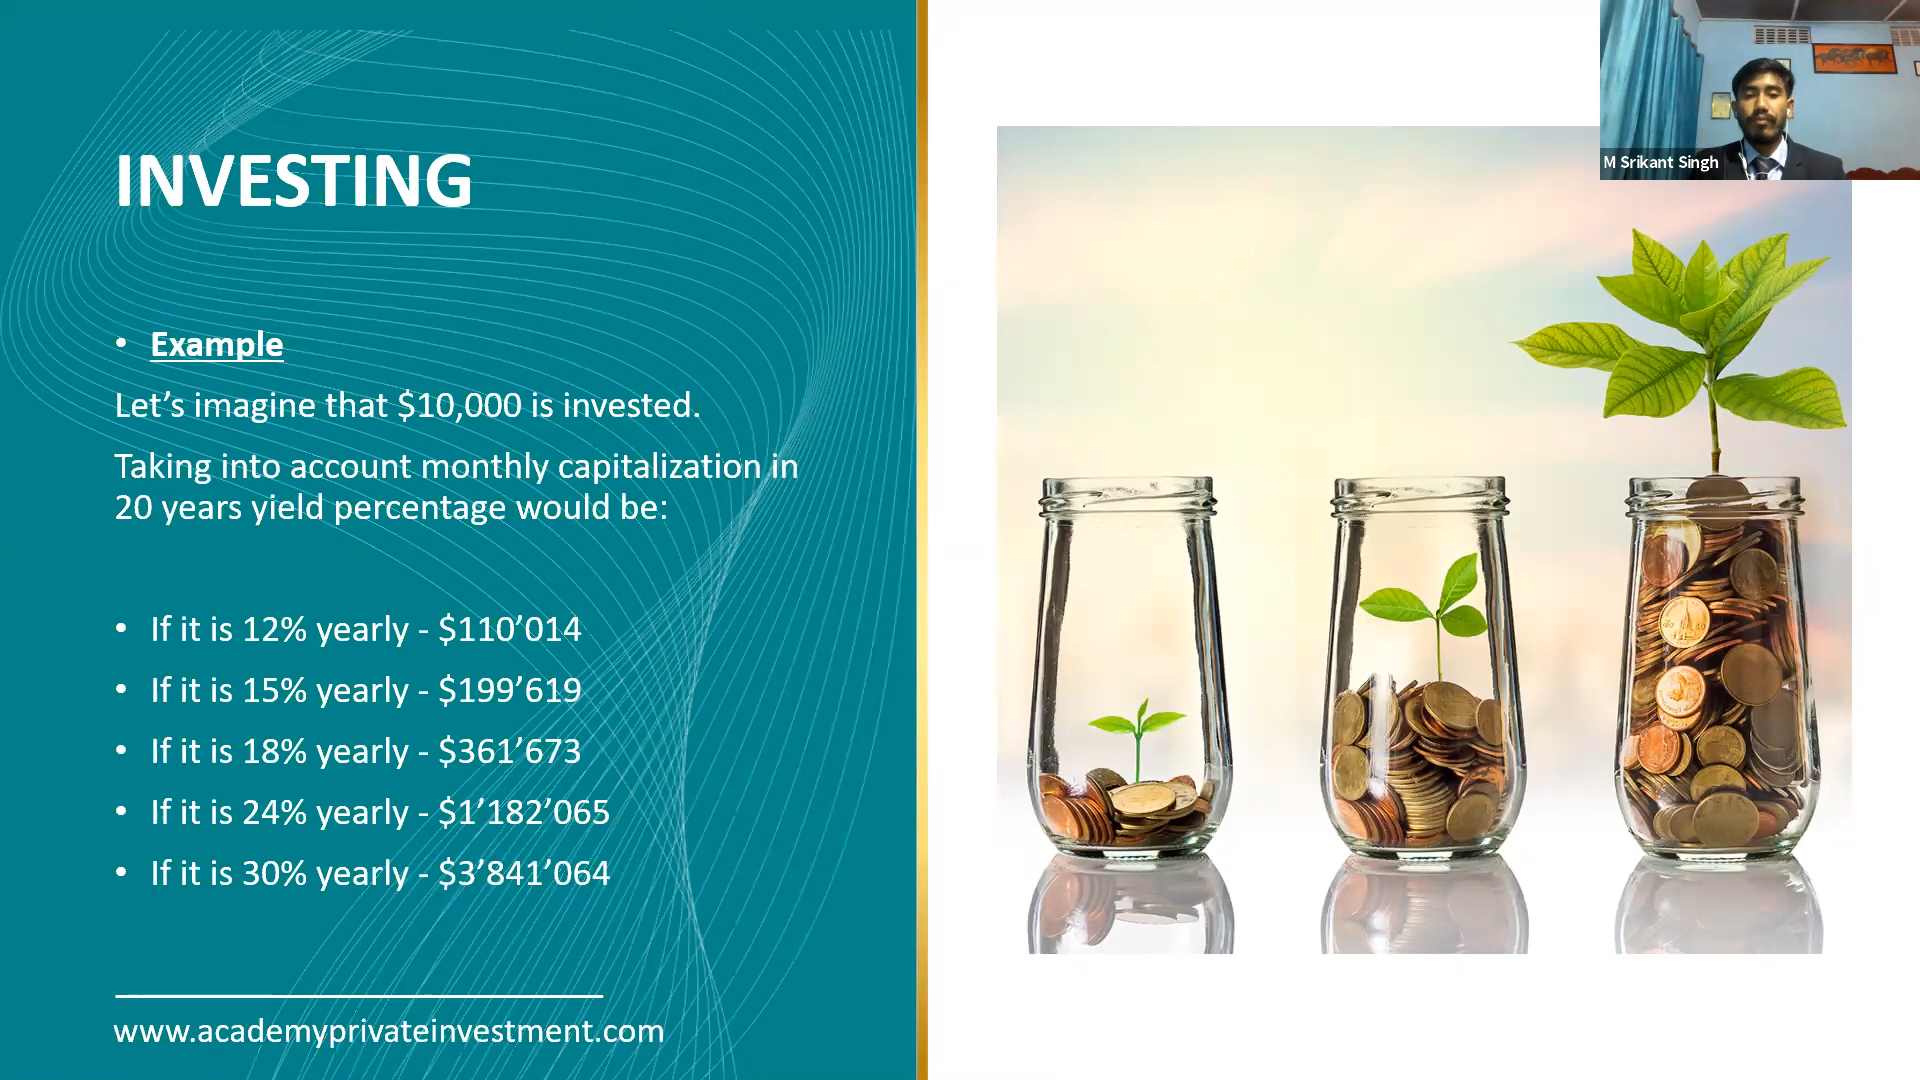 INVESTING
M Srikant Singh
• Example
Let’s imagine that $10,000 is invested.
Taking into account monthly capitalization in
20 years yield percentage would be:
• If it is 12% yearly - $110’014
• If it is 15% yearly - $199’619
• If it is 18% yearly - $361’673
• If it is 24% yearly - $1’182’065
• If it is 30% yearly - $3’841’064
www.academyprivateinvestment.com